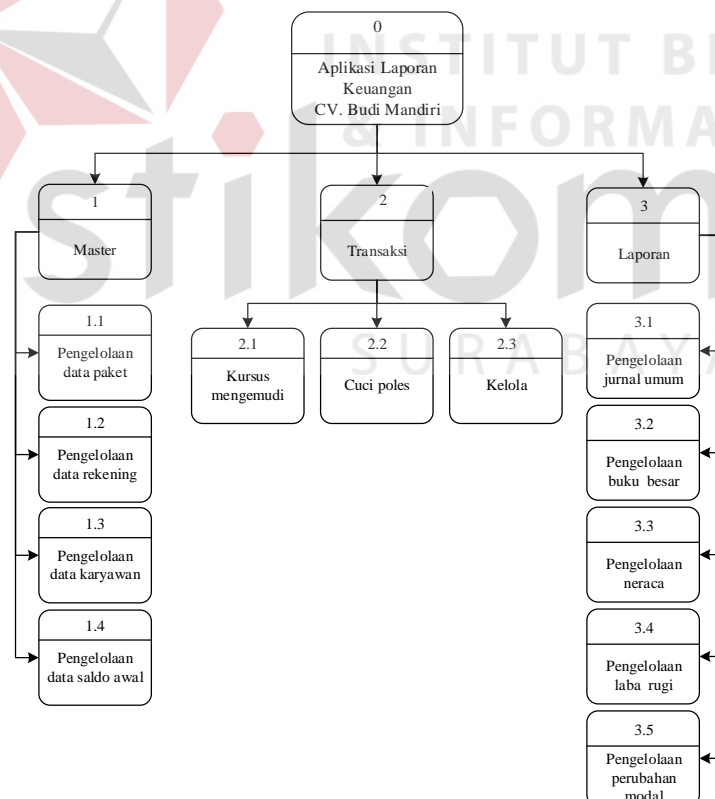 INSTITUT BI
& INFORMA
stikom
SURABAYA
0
Aplikasi Laporan
Keuangan
CV. Budi Mandiri
1
Master
2
Transaksi
3
Laporan
1.1
Pengelolaan
data paket
1.2
Pengelolaan
data rekening
1.3
Pengelolaan
data karyawan
1.4
Pengelolaan
data saldo awal
2.1
Kursus
mengemudi
2.2
Cuci poles
2.3
Kelola
3.1
Pengelolaan
jurnal umum
3.2
Pengelolaan
buku besar
3.3
Pengelolaan
neraca
3.4
Pengelolaan
laba rugi
3.5
Pengelolaan
perubahan
modal